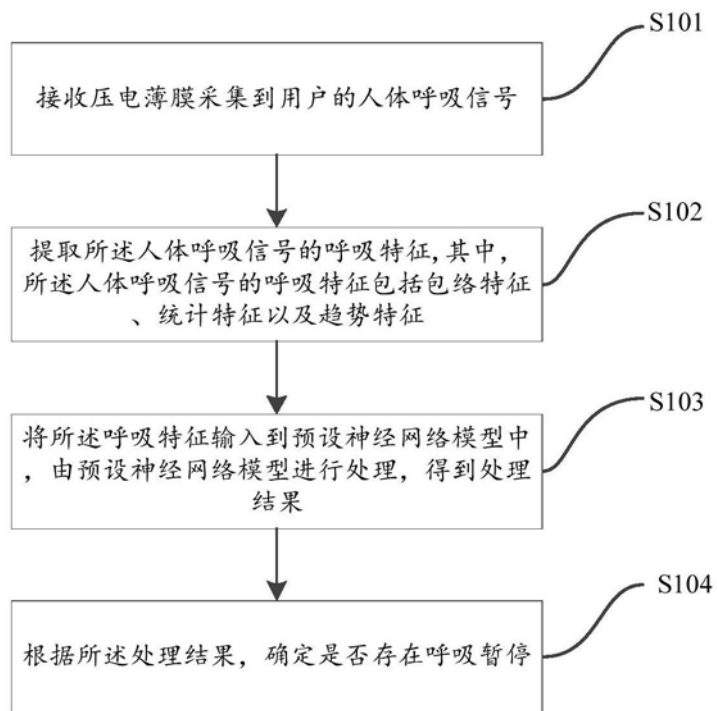 S101
接收压电薄膜采集到用户的人体呼吸信号
S102
提取所述人体呼吸信号的呼吸特征,其中,
所述人体呼吸信号的呼吸特征包括包络特征
、统计特征以及趋势特征
S103
将所述呼吸特征输入到预设神经网络模型中
，由预设神经网络模型进行处理，得到处理
结果
S104
根据所述处理结果，确定是否存在呼吸暂停